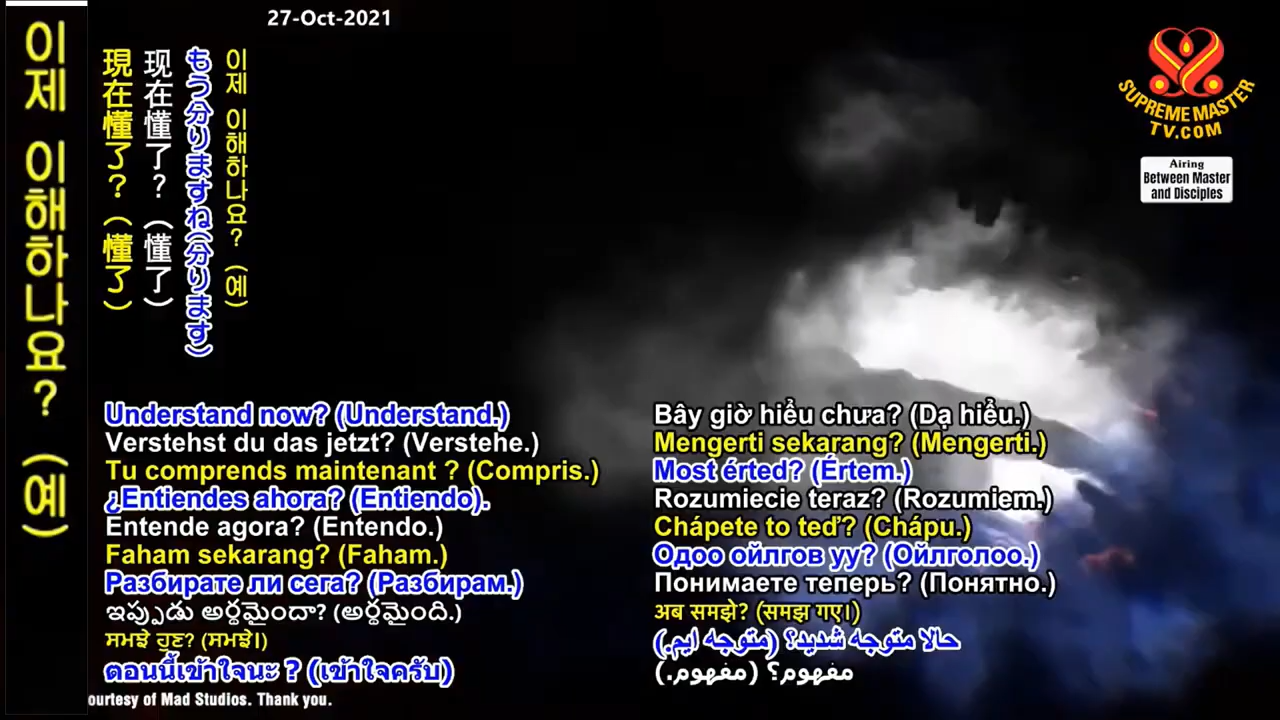 27-Oct-2021
이제 이해하나요? (예)
現在懂了? (懂了)
现在懂了? (懂了)
もう分りますね(分ります)
이제 이해하나요? (예)
SUPREME MASTER
TV.COM
Airing
Between Master
and Disciples
Understand now? (Understand.)
Verstehst du das jetzt? (Verstehe.)
Tu comprends maintenant ? (Compris.)
¿Entiendes ahora? (Entiendo).
Entende agora? (Entendo.)
Faham sekarang? (Faham.)
Разбирате ли сега? (Разбирам.)
ఇప్పుడు అర్థమైందా? (అర్థమైంది.)
ਸਮਝੇ ਹੁਣ? (ਸਮਝੇ।)
ตอนนี้เข้าใจนะ ? (เข้าใจครับ)
Bây giờ hiểu chưa? (Dạ hiểu.)
Mengerti sekarang? (Mengerti.)
Most érted? (Értem.)
Rozumiecie teraz? (Rozumiem.)
Chápete to teď? (Chápu.)
Одоо ойлгов уу? (Ойлголоо.)
Понимаете теперь? (Понятно.)
अब समझे? (समझ गए।)
حالا متوجه شدید؟ (متوجه ایم.)
مفهوم؟ (مفهوم.)
ourtesy of Mad Studios. Thank you.